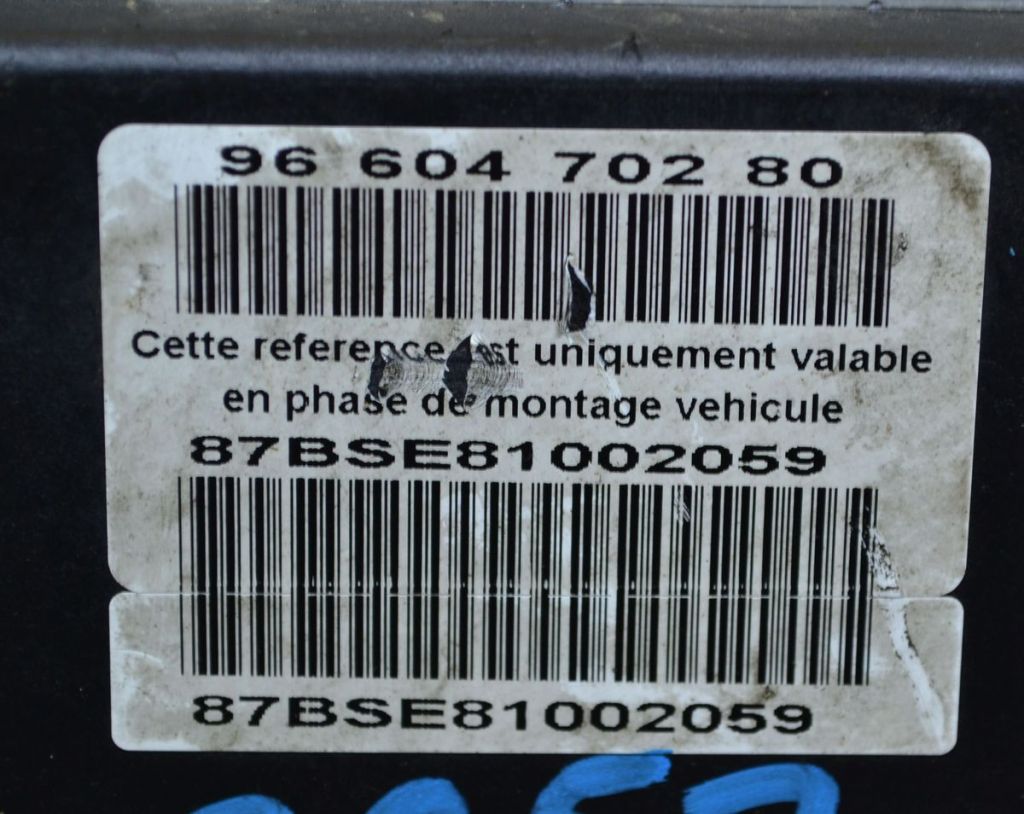 96 604 702 80
Cette reference est uniquement valable
en phase de montage vehicule
87BSE81002059
87BSE81002059